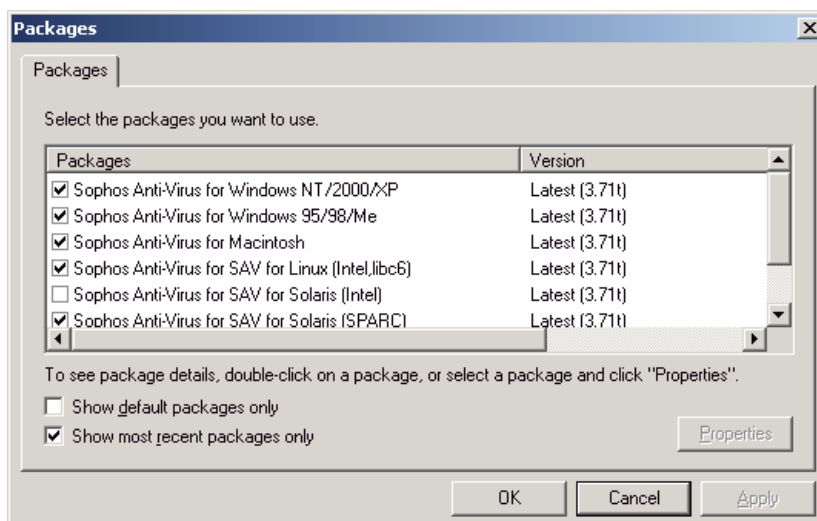 Packages
Packages
Select the packages you want to use.
Packages Version
Sophos Anti-Virus for Windows NT/2000/XP Latest (3.71t)
Sophos Anti-Virus for Windows 95/98/Me Latest (3.71t)
Sophos Anti-Virus for Macintosh Latest (3.71t)
Sophos Anti-Virus for SAV for Linux (Intel,libc6) Latest (3.71t)
Sophos Anti-Virus for SAV for Solaris (Intel) Latest (3.71t)
Sophos Anti-Virus for SAV for Solaris (SPARC) Latest (3.71t)
To see package details, double-click on a package, or select a package and click "Properties".
Show default packages only
Show most recent packages only
Properties
OK Cancel Apply